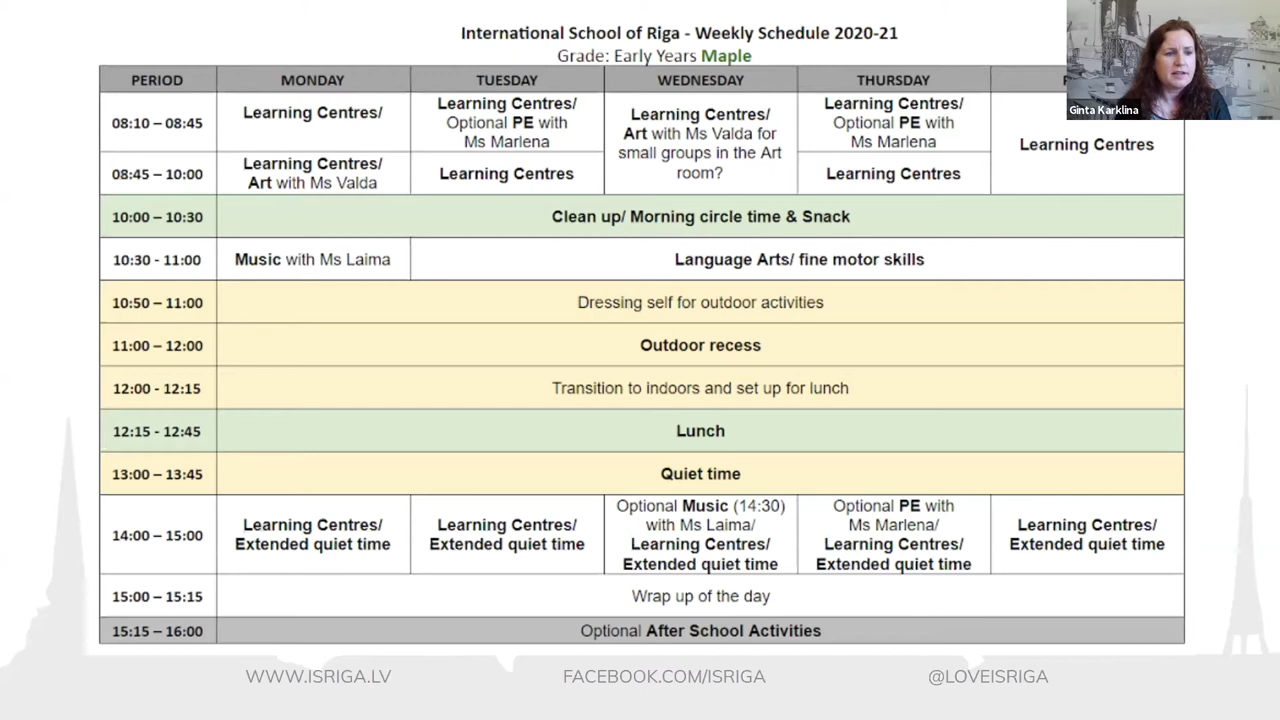 International School of Riga - Weekly Schedule 2020-21
Grade: Early Years Maple
Ginta Karklina
PERIOD MONDAY TUESDAY WEDNESDAY THURSDAY
08:10 – 08:45
Learning Centres/
Learning Centres/
Optional PE with
Ms Marlena
Learning Centres/
Art with Ms Valda for
small groups in the Art
room?
Learning Centres/
Optional PE with
Ms Marlena
Learning Centres
08:45 – 10:00
Learning Centres/
Art with Ms Valda
Learning Centres
Learning Centres
10:00 – 10:30 Clean up/ Morning circle time & Snack
10:30 - 11:00 Music with Ms Laima Language Arts/ fine motor skills
10:50 – 11:00 Dressing self for outdoor activities
11:00 – 12:00 Outdoor recess
12:00 - 12:15 Transition to indoors and set up for lunch
12:15 - 12:45 Lunch
13:00 – 13:45 Quiet time
14:00 – 15:00
Learning Centres/
Extended quiet time
Learning Centres/
Extended quiet time
Optional Music (14:30)
with Ms Laima/
Learning Centres/
Extended quiet time
Optional PE with
Ms Marlena/
Learning Centres/
Extended quiet time
Learning Centres/
Extended quiet time
15:00 – 15:15 Wrap up of the day
15:15 – 16:00 Optional After School Activities
WWW.ISRIGA.LV FACEBOOK.COM/ISRIGA @LOVEISRIGA